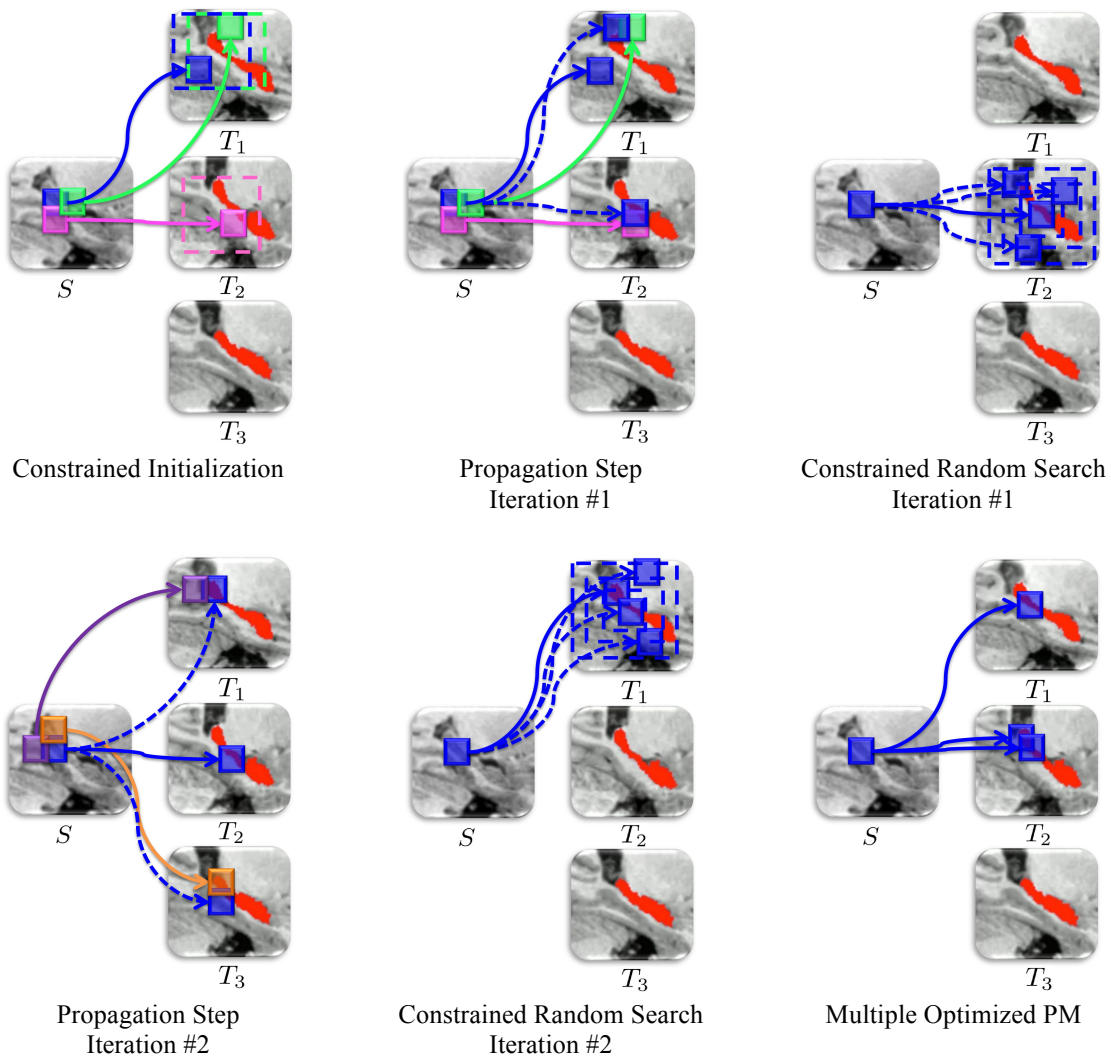 T1
S
T2
T3
Constrained Initialization
T1
S
T2
T3
Propagation Step
Iteration #1
T1
S
T2
T3
Constrained Random Search
Iteration #1
T1
S
T2
T3
Propagation Step
Iteration #2
T1
S
T2
T3
Constrained Random Search
Iteration #2
T1
S
T2
T3
Multiple Optimized PM